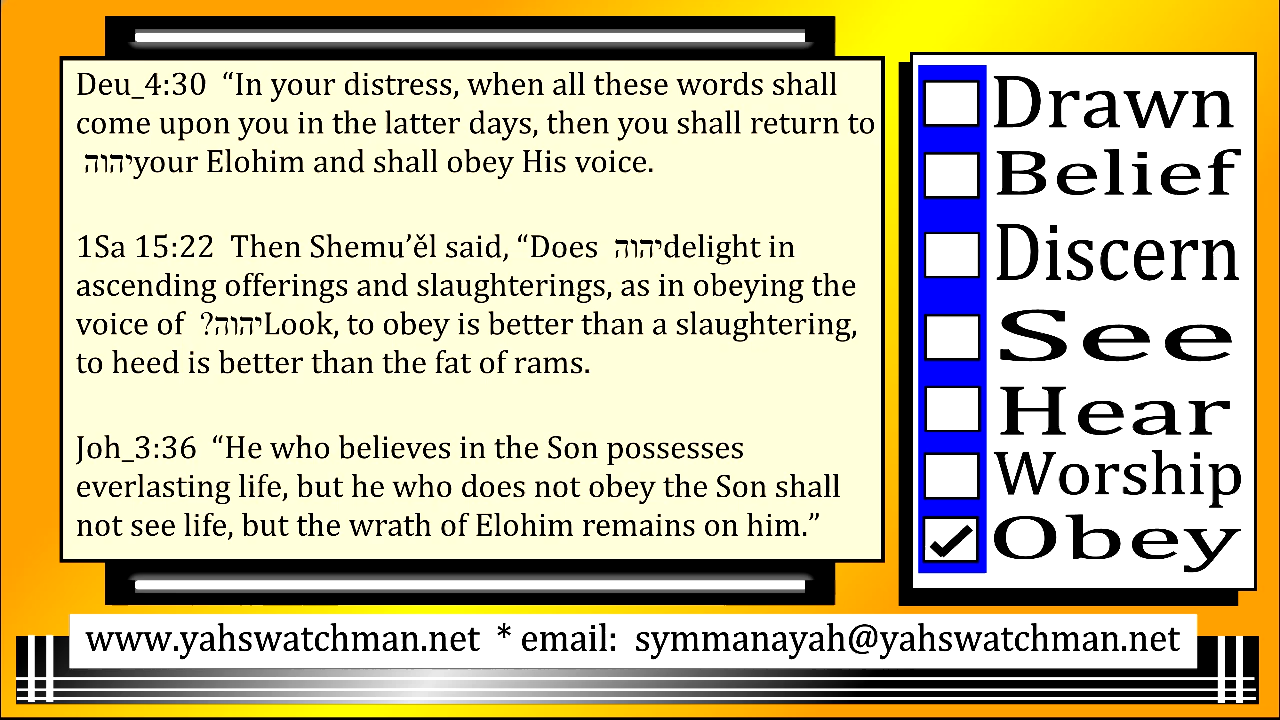 Deu_4:30  “In your distress, when all these words shall
come upon you in the latter days, then you shall return to
יהוה your Elohim and shall obey His voice.
1Sa 15:22  Then Shemu’ěl said, “Does  יהוה delight in
ascending offerings and slaughterings, as in obeying the
voice of  יהוה? Look, to obey is better than a slaughtering,
to heed is better than the fat of rams.
Joh_3:36  “He who believes in the Son possesses
everlasting life, but he who does not obey the Son shall
not see life, but the wrath of Elohim remains on him.”
Drawn
Belief
Discern
See
Hear
Worship
Obey
www.yahswatchman.net  * email:  symmanayah@yahswatchman.net